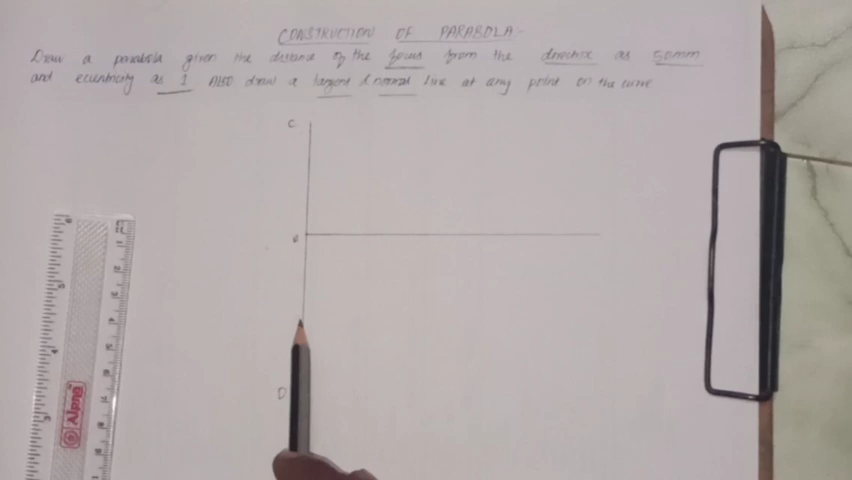 CONSTRUCTION OF PARABOLA-
Draw a parabola given the distance of the focus from the directrix as 50mm
and eccentricity as 1 Also draw a tangent & normal line at any point on the curve
C
D
Alpna